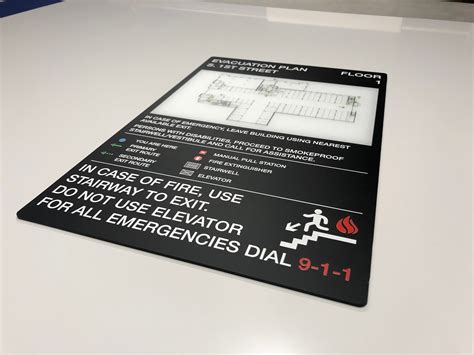 EVACUATION PLAN
S. 1ST STREET
FLOOR
1
IN CASE OF EMERGENCY, LEAVE BUILDING USING NEAREST
AVAILABLE EXIT.
PERSONS WITH DISABILITIES, PROCEED TO SMOKEPROOF
STAIRWELL/VESTIBULE AND CALL FOR ASSISTANCE.
YOU ARE HERE
PRIMARY
EXIT ROUTE
SECONDARY
EXIT ROUTE
MANUAL PULL STATION
FIRE EXTINGUISHER
STAIRWELL
ELEVATOR
IN CASE OF FIRE, USE
STAIRWAY TO EXIT.
DO NOT USE ELEVATOR
FOR ALL EMERGENCIES DIAL 9-1-1